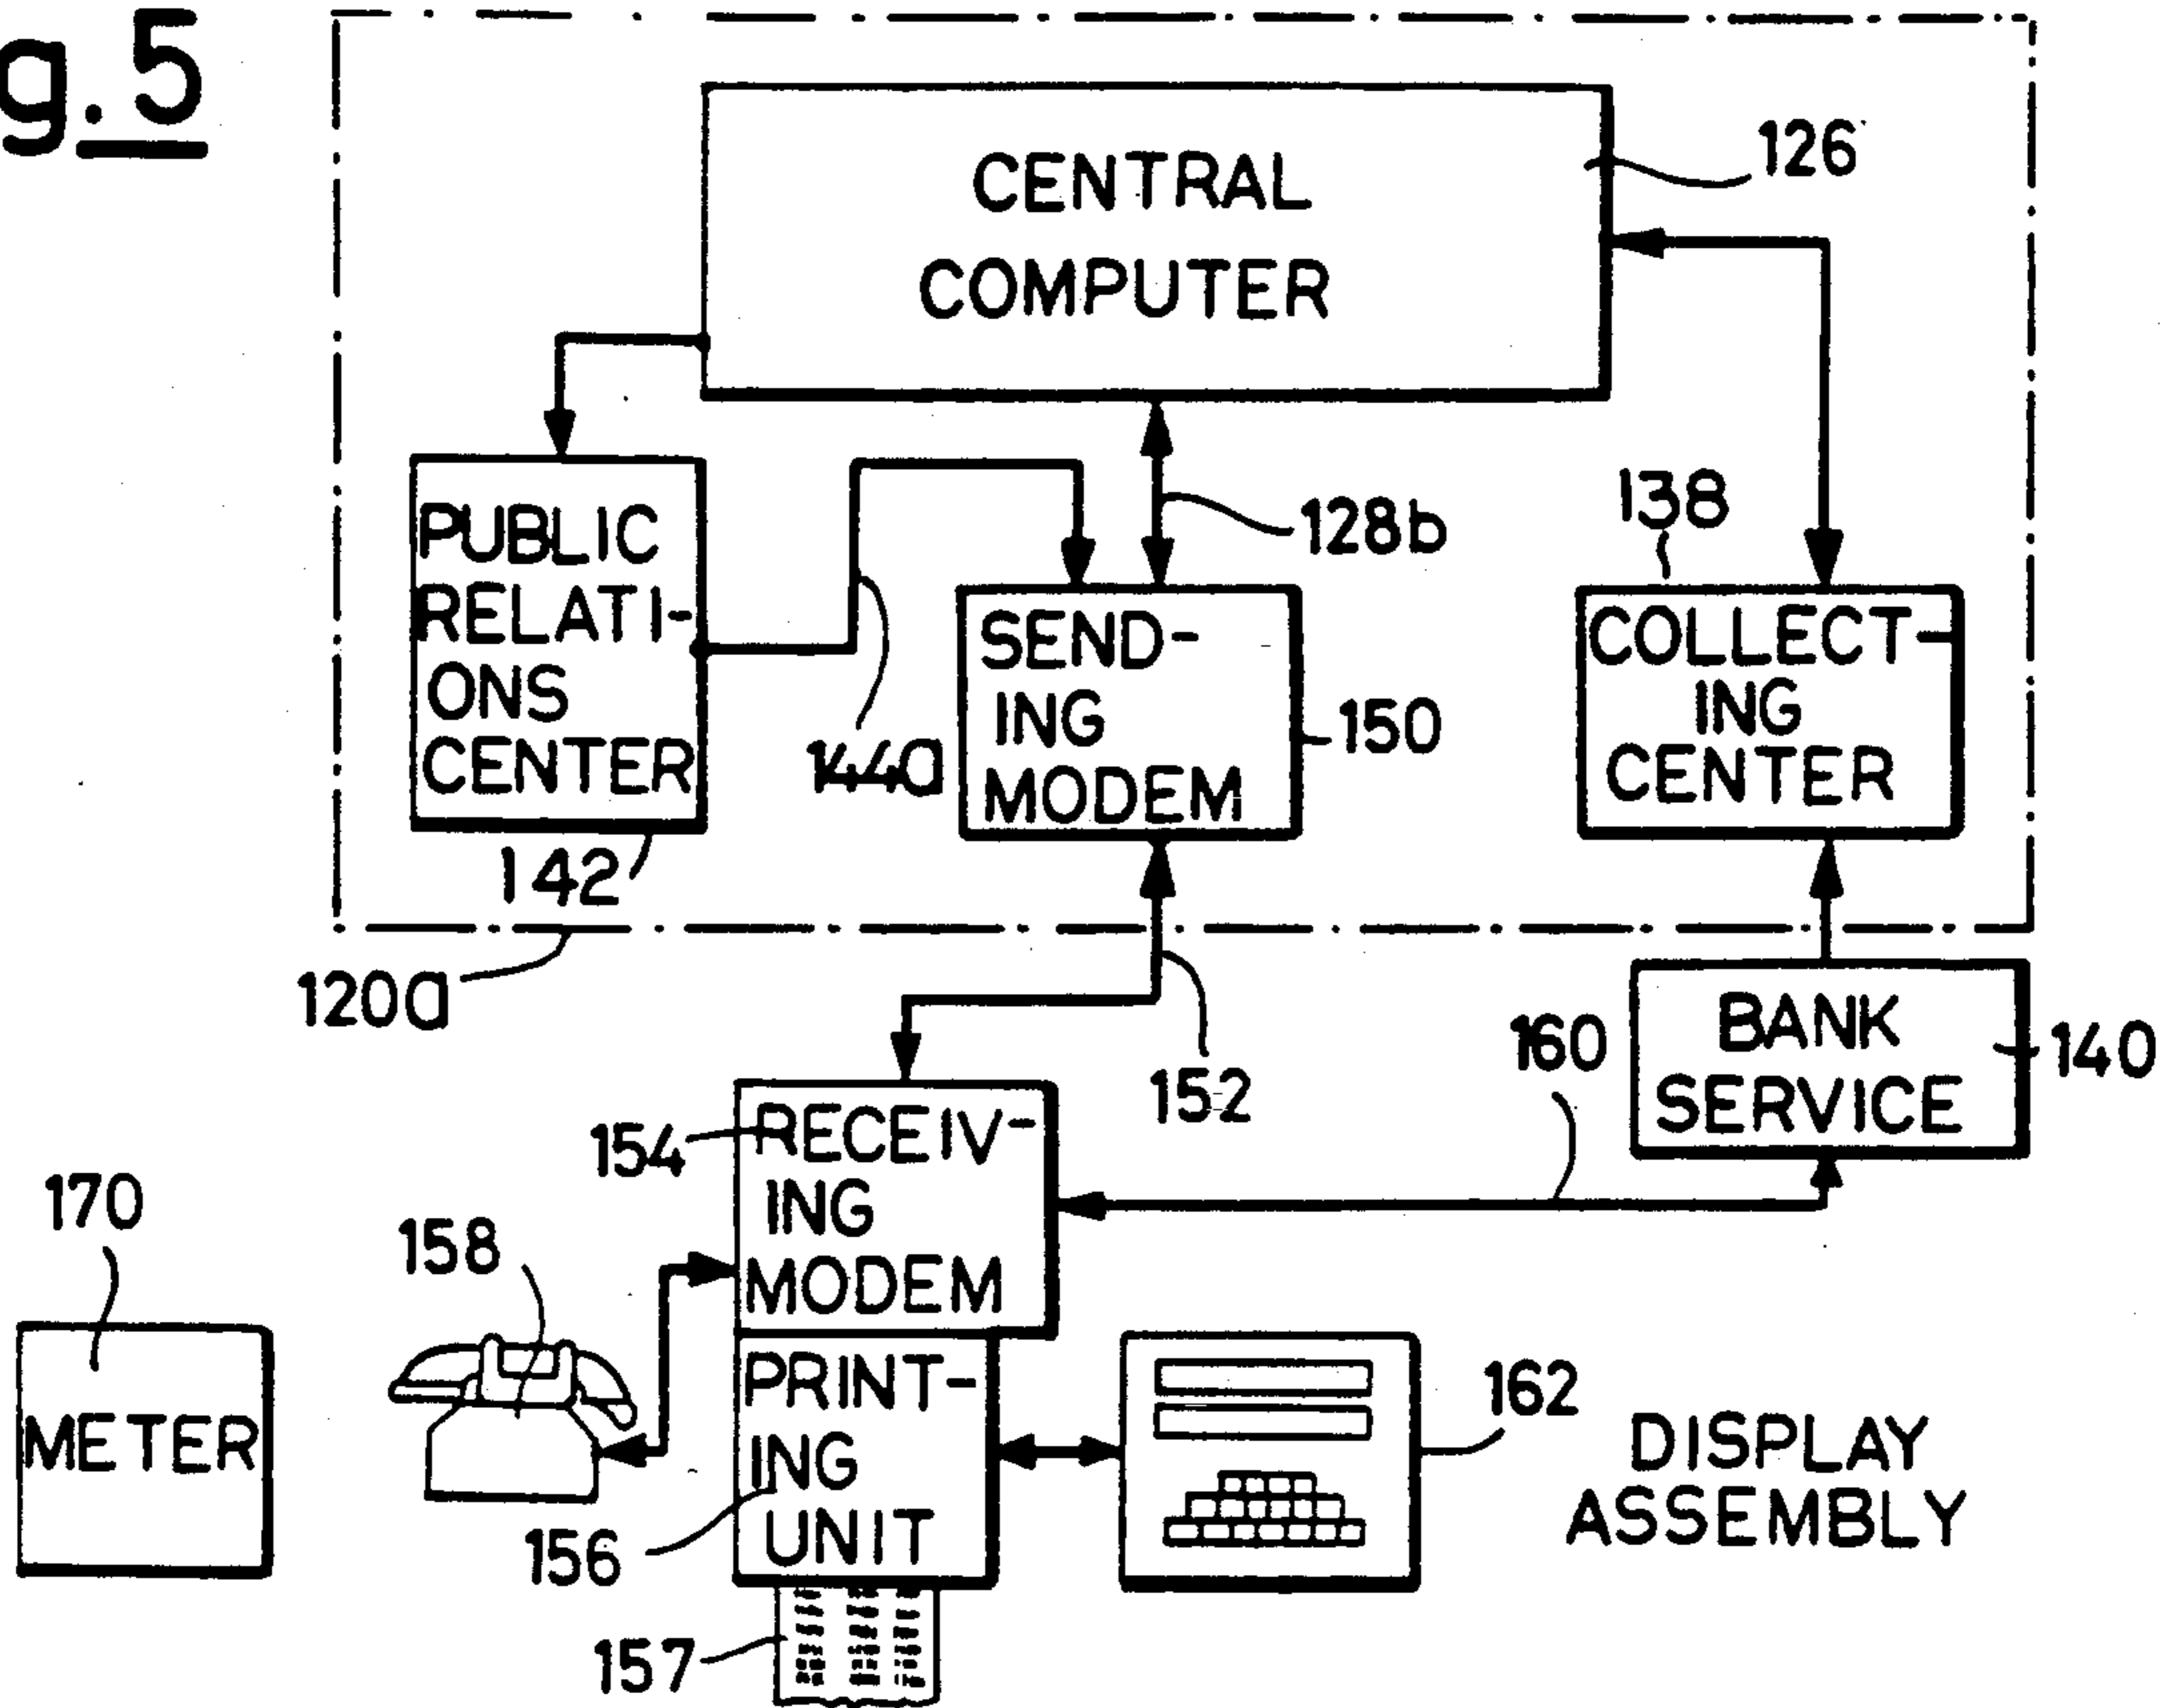 g. 5
CENTRAL
COMPUTER
126
PUBLIC
RELATI-
ONS
CENTER
142
144a
128b
SEND-
ING
MODEM
150
138
COLLECT-
ING
CENTER
120a
152
160
BANK
SERVICE
140
154
RECEIV-
ING
MODEM
170
METER
158
PRINT-
ING
UNIT
156
157
162
DISPLAY
ASSEMBLY